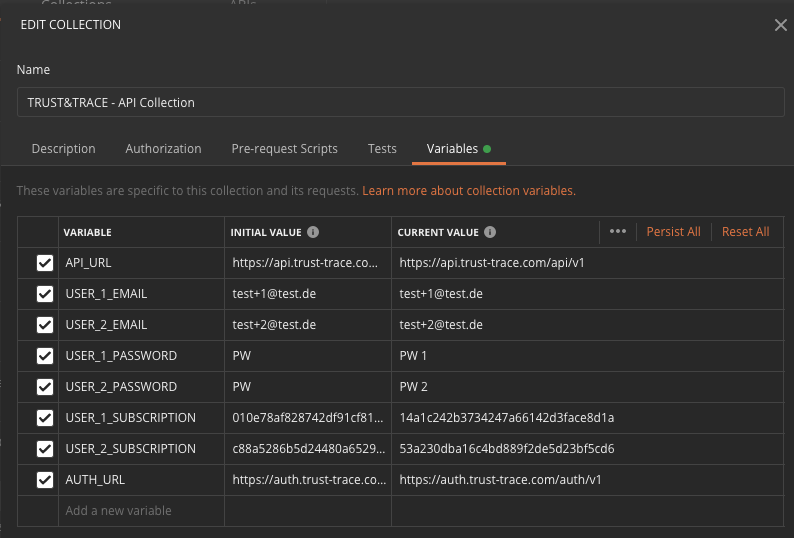 EDIT COLLECTION
Name
TRUST&TRACE - API Collection
Description Authorization Pre-request Scripts Tests Variables
These variables are specific to this collection and its requests. Learn more about collection variables.
VARIABLE INITIAL VALUE CURRENT VALUE ••• Persist All Reset All
API_URL https://api.trust-trace.co... https://api.trust-trace.com/api/v1
USER_1_EMAIL test+1@test.de test+1@test.de
USER_2_EMAIL test+2@test.de test+2@test.de
USER_1_PASSWORD PW PW 1
USER_2_PASSWORD PW PW 2
USER_1_SUBSCRIPTION 010e78af828742df91cf81... 14a1c242b3734247a66142d3face8d1a
USER_2_SUBSCRIPTION c88a5286b5d24480a6529... 53a230dba16c4bd889f2de5d23bf5cd6
AUTH_URL https://auth.trust-trace.co... https://auth.trust-trace.com/auth/v1
Add a new variable